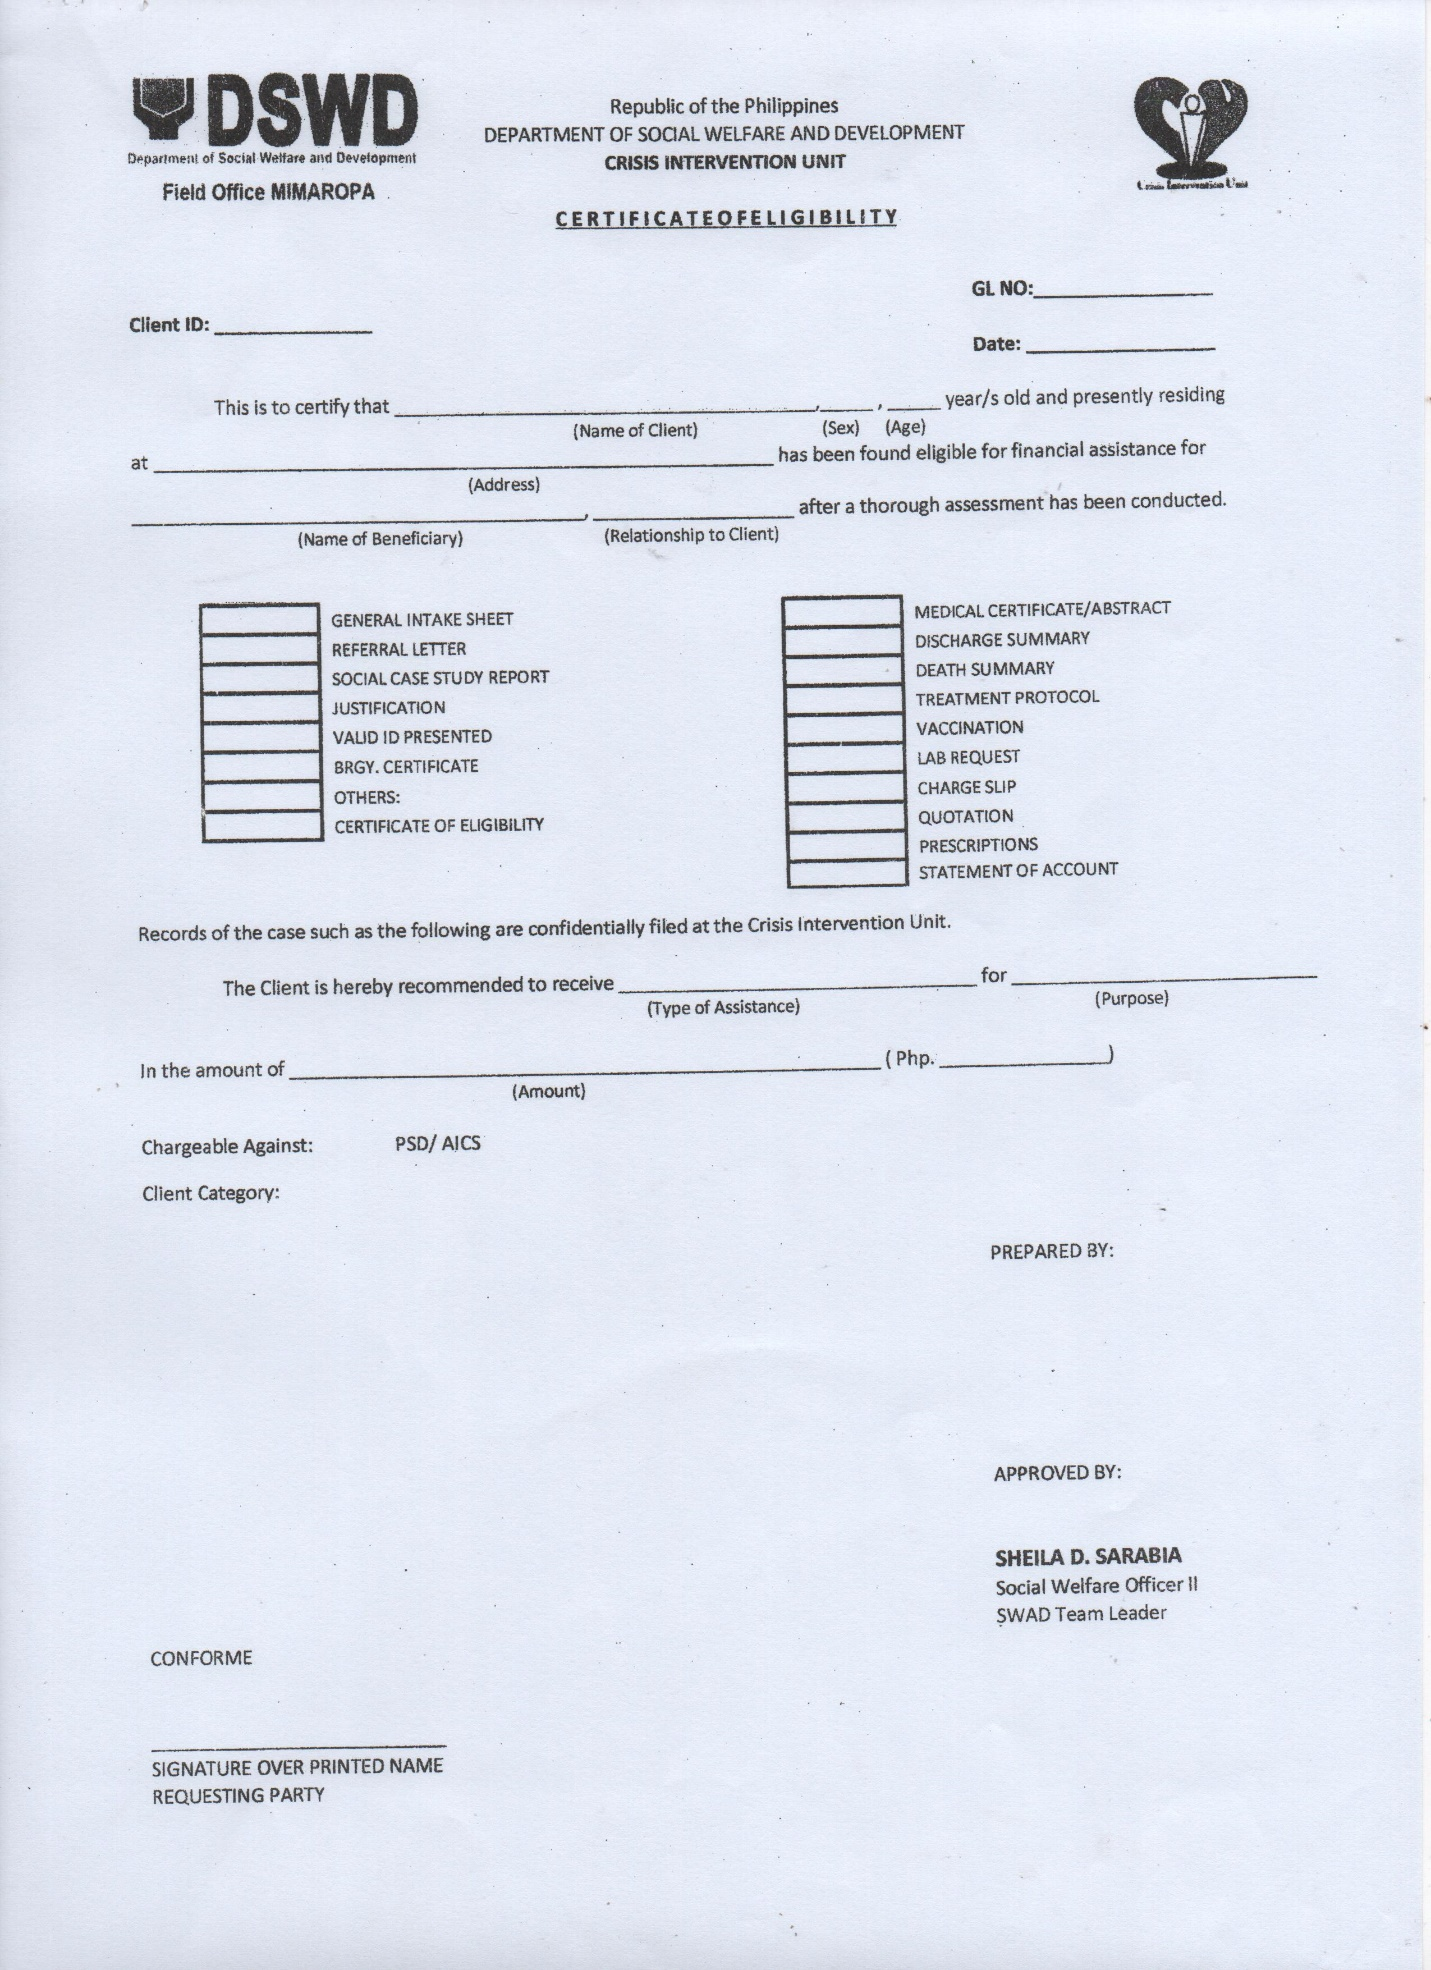 DSWD
Department of Social Welfare and Development
Field Office MIMAROPA
Republic of the Philippines
DEPARTMENT OF SOCIAL WELFARE AND DEVELOPMENT
CRISIS INTERVENTION UNIT
Crisis Intervention Unit
CERTIFICATEOFELIGIBILITY
GL NO:
Client ID:
Date:
This is to certify that , , year/s old and presently residing
(Name of Client) (Sex) (Age)
at has been found eligible for financial assistance for
(Address)
, after a thorough assessment has been conducted.
(Name of Beneficiary) (Relationship to Client)
GENERAL INTAKE SHEET
REFERRAL LETTER
SOCIAL CASE STUDY REPORT
JUSTIFICATION
VALID ID PRESENTED
BRGY. CERTIFICATE
OTHERS:
CERTIFICATE OF ELIGIBILITY
MEDICAL CERTIFICATE/ABSTRACT
DISCHARGE SUMMARY
DEATH SUMMARY
TREATMENT PROTOCOL
VACCINATION
LAB REQUEST
CHARGE SLIP
QUOTATION
PRESCRIPTIONS
STATEMENT OF ACCOUNT
Records of the case such as the following are confidentially filed at the Crisis Intervention Unit.
The Client is hereby recommended to receive for
(Type of Assistance) (Purpose)
In the amount of ( Php. )
(Amount)
Chargeable Against: PSD/ AICS
Client Category:
PREPARED BY:
APPROVED BY:
SHEILA D. SARABIA
Social Welfare Officer II
SWAD Team Leader
CONFORME
SIGNATURE OVER PRINTED NAME
REQUESTING PARTY